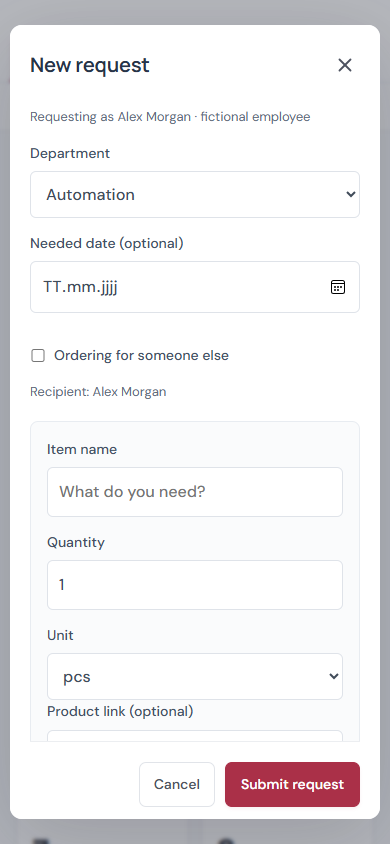 New request
Requesting as Alex Morgan · fictional employee
Department
Automation
Needed date (optional)
TT.mm.jjjj
Ordering for someone else
Recipient: Alex Morgan
Item name
What do you need?
Quantity
1
Unit
pcs
Product link (optional)
Cancel
Submit request